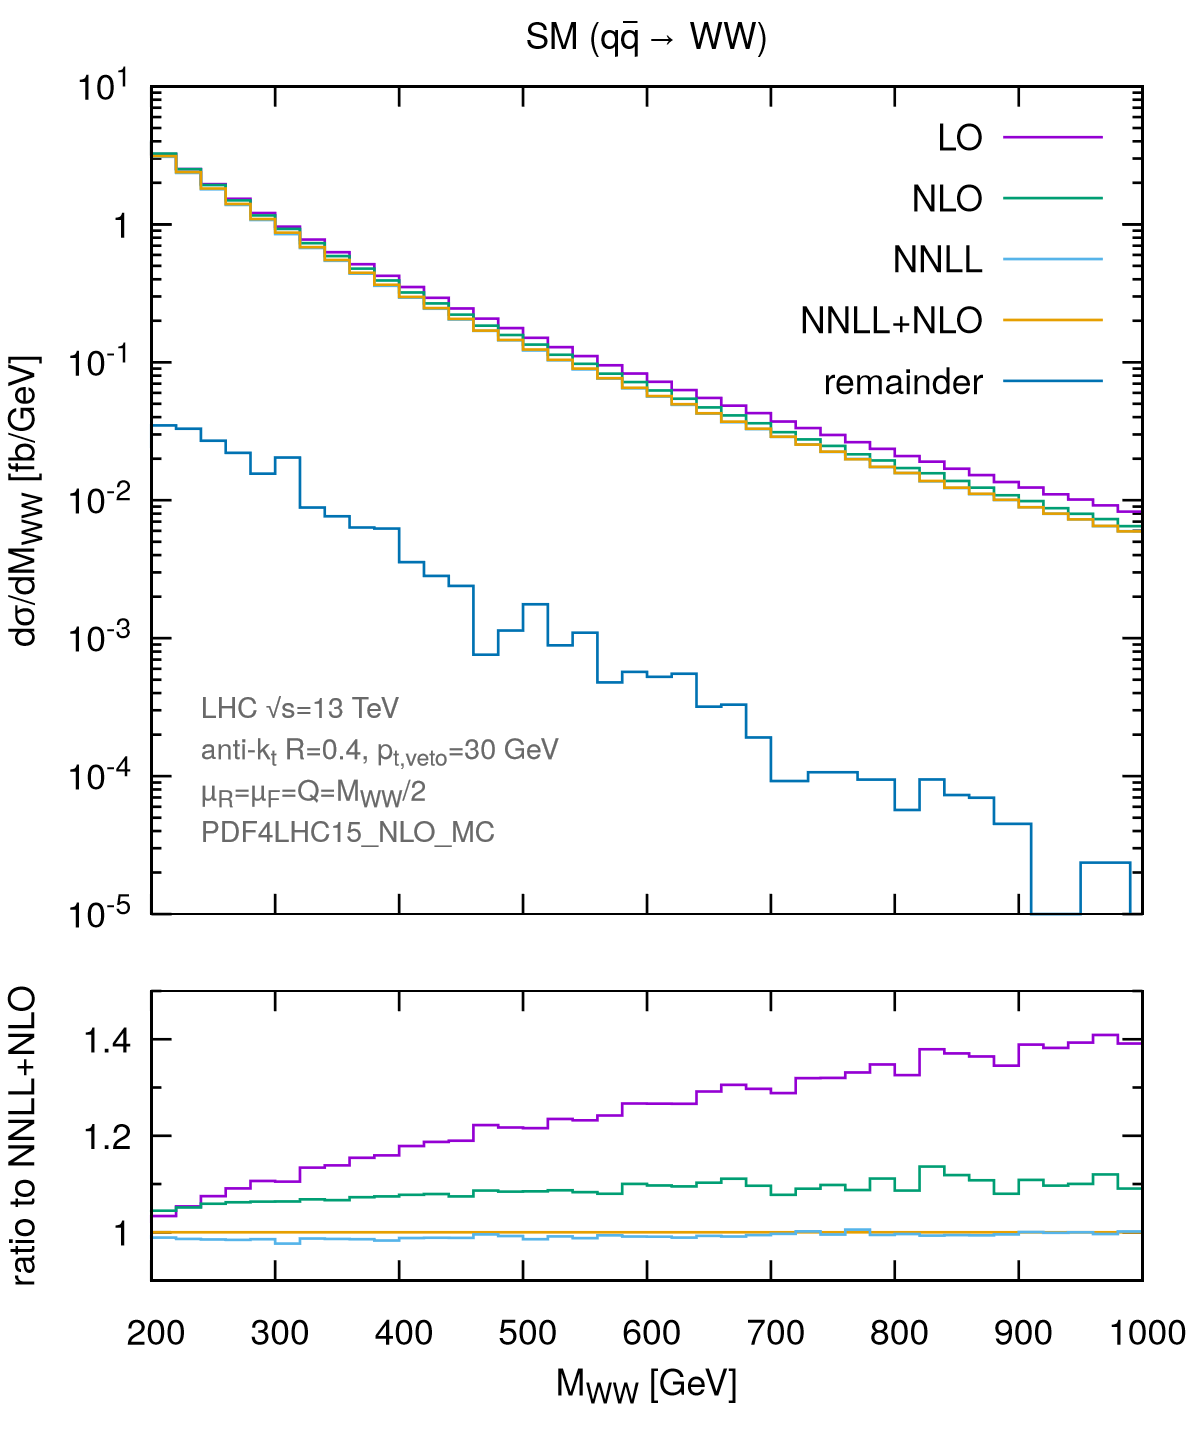 SM (qq̄ → WW)
10^1
1
10^-1
10^-2
10^-3
10^-4
10^-5
dσ/dM_WW [fb/GeV]
LO
NLO
NNLL
NNLL+NLO
remainder
LHC √s=13 TeV
anti-k_t R=0.4, p_t,veto=30 GeV
μ_R=μ_F=Q=M_WW/2
PDF4LHC15_NLO_MC
1.4
1.2
1
ratio to NNLL+NLO
200 300 400 500 600 700 800 900 1000
M_WW [GeV]